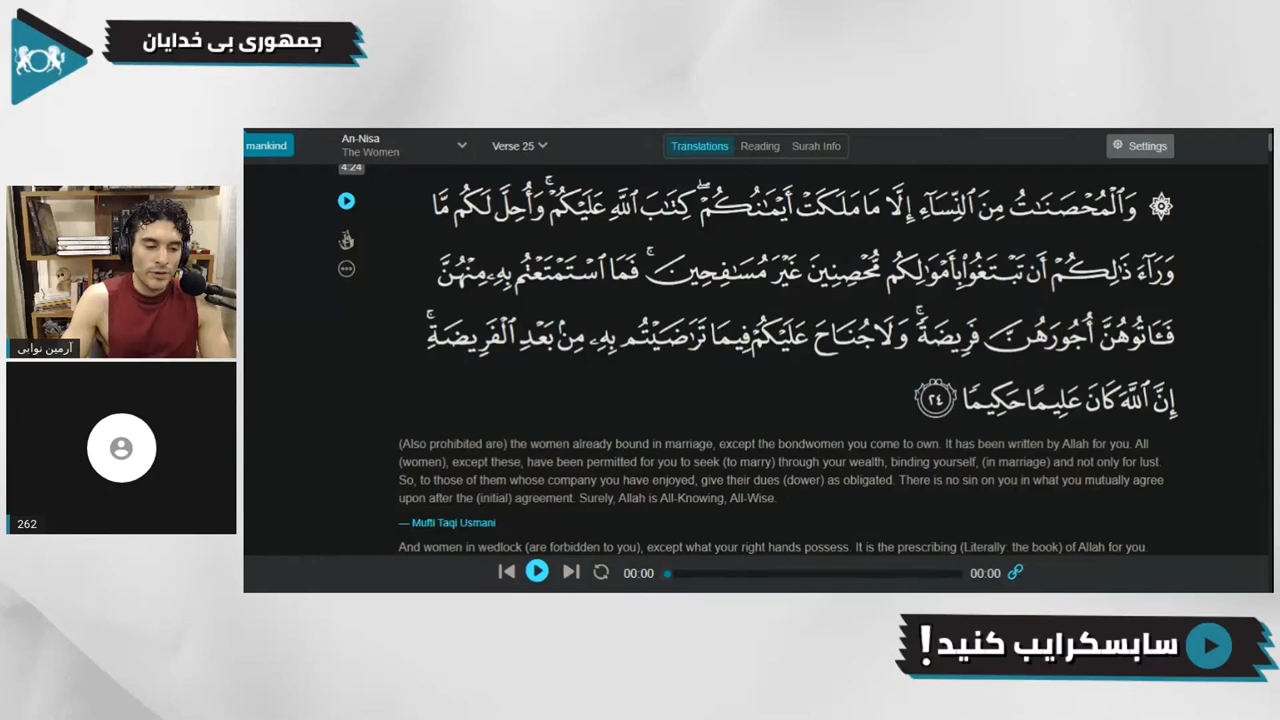 جمهوری بی خدایان
mankind
An-Nisa
The Women
Verse 25
Translations
Reading
Surah Info
Settings
4:24
۞ وَٱلْمُحْصَنَـٰتُ مِنَ ٱلنِّسَآءِ إِلَّا مَا مَلَكَتْ أَيْمَـٰنُكُمْ ۖ كِتَـٰبَ ٱللَّهِ عَلَيْكُمْ ۚ وَأُحِلَّ لَكُم مَّا
وَرَآءَ ذَٰلِكُمْ أَن تَبْتَغُوا۟ بِأَمْوَٰلِكُم مُّحْصِنِينَ غَيْرَ مُسَـٰفِحِينَ ۚ فَمَا ٱسْتَمْتَعْتُم بِهِۦ مِنْهُنَّ
فَـَٔاتُوهُنَّ أُجُورَهُنَّ فَرِيضَةً ۚ وَلَا جُنَاحَ عَلَيْكُمْ فِيمَا تَرَٰضَيْتُم بِهِۦ مِنۢ بَعْدِ ٱلْفَرِيضَةِ ۚ
إِنَّ ٱللَّهَ كَانَ عَلِيمًا حَكِيمًا ٢٤
(Also prohibited are) the women already bound in marriage, except the bondwomen you come to own. It has been written by Allah for you. All
(women), except these, have been permitted for you to seek (to marry) through your wealth, binding yourself, (in marriage) and not only for lust.
So, to those of them whose company you have enjoyed, give their dues (dower) as obligated. There is no sin on you in what you mutually agree
upon after the (initial) agreement. Surely, Allah is All-Knowing, All-Wise.
— Mufti Taqi Usmani
And women in wedlock (are forbidden to you), except what your right hands possess. It is the prescribing (Literally: the book) of Allah for you.
00:00
00:00
آرمین نوابی
262
سابسکرایب کنید!